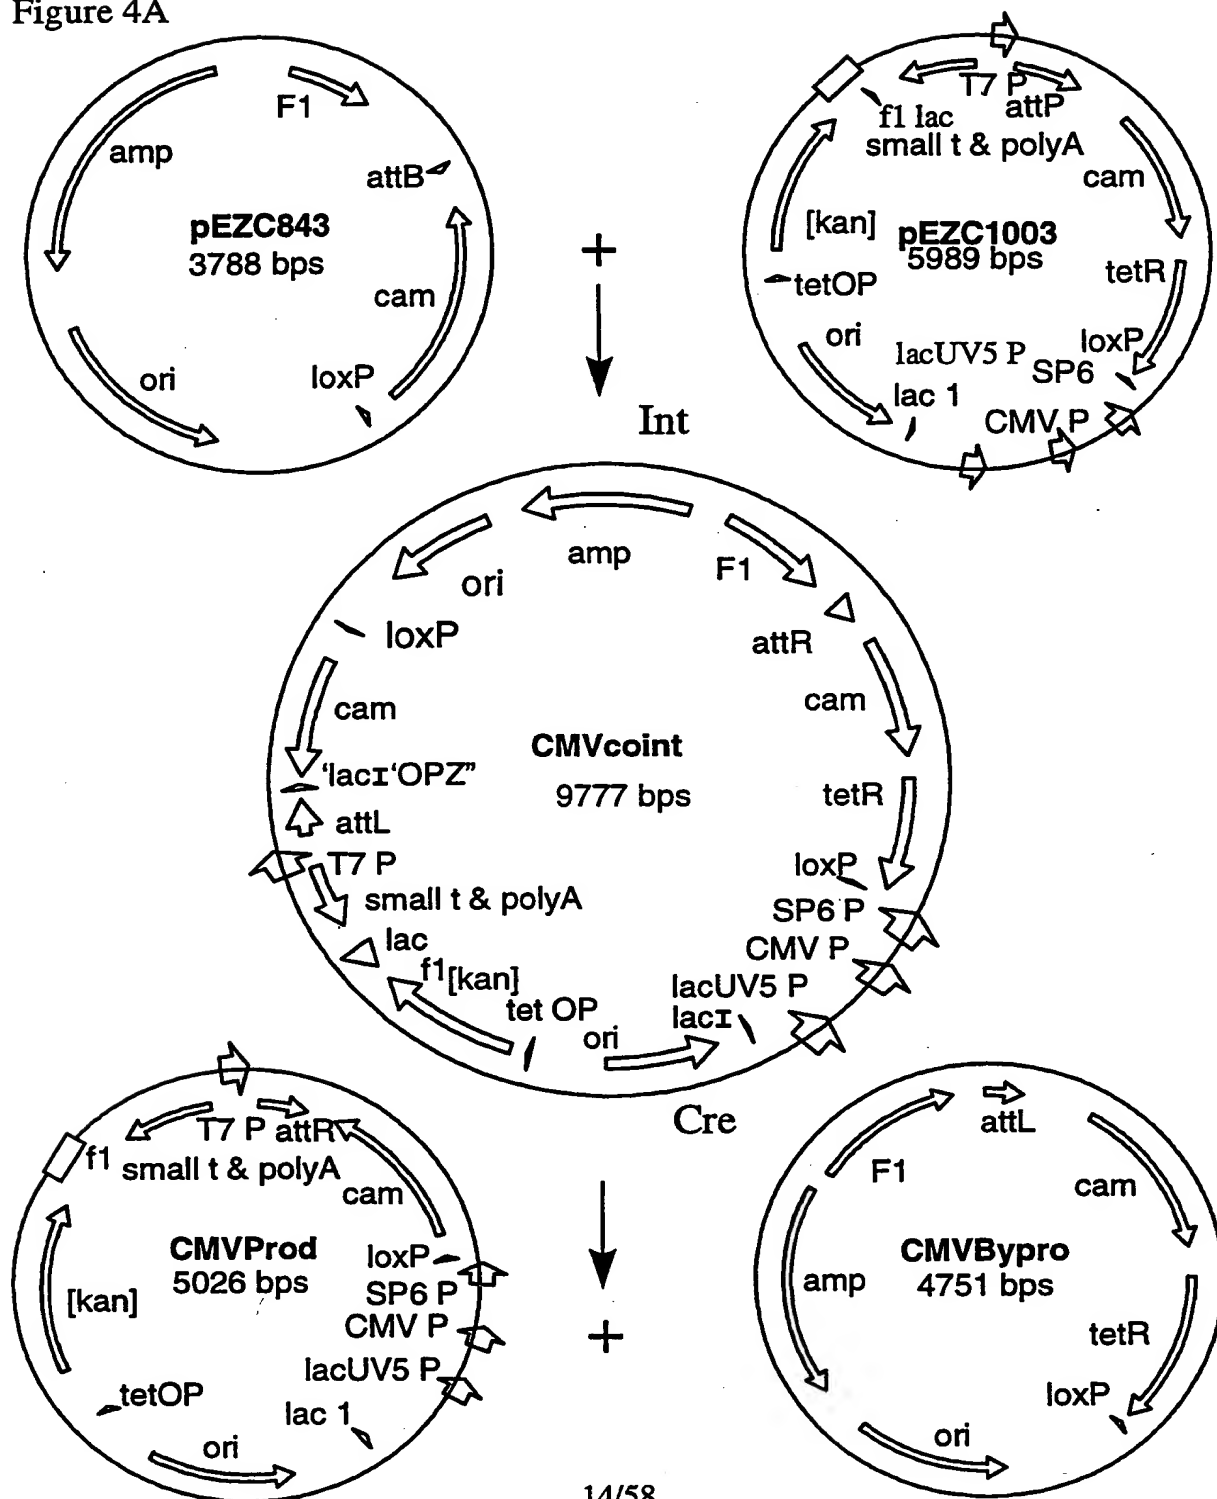 Figure 4A
amp
F1
attB
pEZC843
3788 bps
cam
ori
loxP
+
Int
T7 P
attP
f1 lac
small t & polyA
cam
[kan]
pEZC1003
5989 bps
tetR
tetOP
ori
lacUV5 P
loxP
SP6
lac 1
CMV P
amp
F1
ori
loxP
attR
cam
cam
CMVcoint
9777 bps
'lacI'OPZ"
tetR
attL
T7 P
loxP
small t & polyA
SP6 P
lac
CMV P
f1 [kan]
lacUV5 P
tet OP
lacI
ori
Cre
T7 P attR
f1
small t & polyA
cam
CMVProd
5026 bps
loxP
[kan]
SP6 P
CMV P
lacUV5 P
tetOP
lac 1
ori
+
attL
F1
cam
CMVBypro
4751 bps
amp
tetR
loxP
ori
14/58